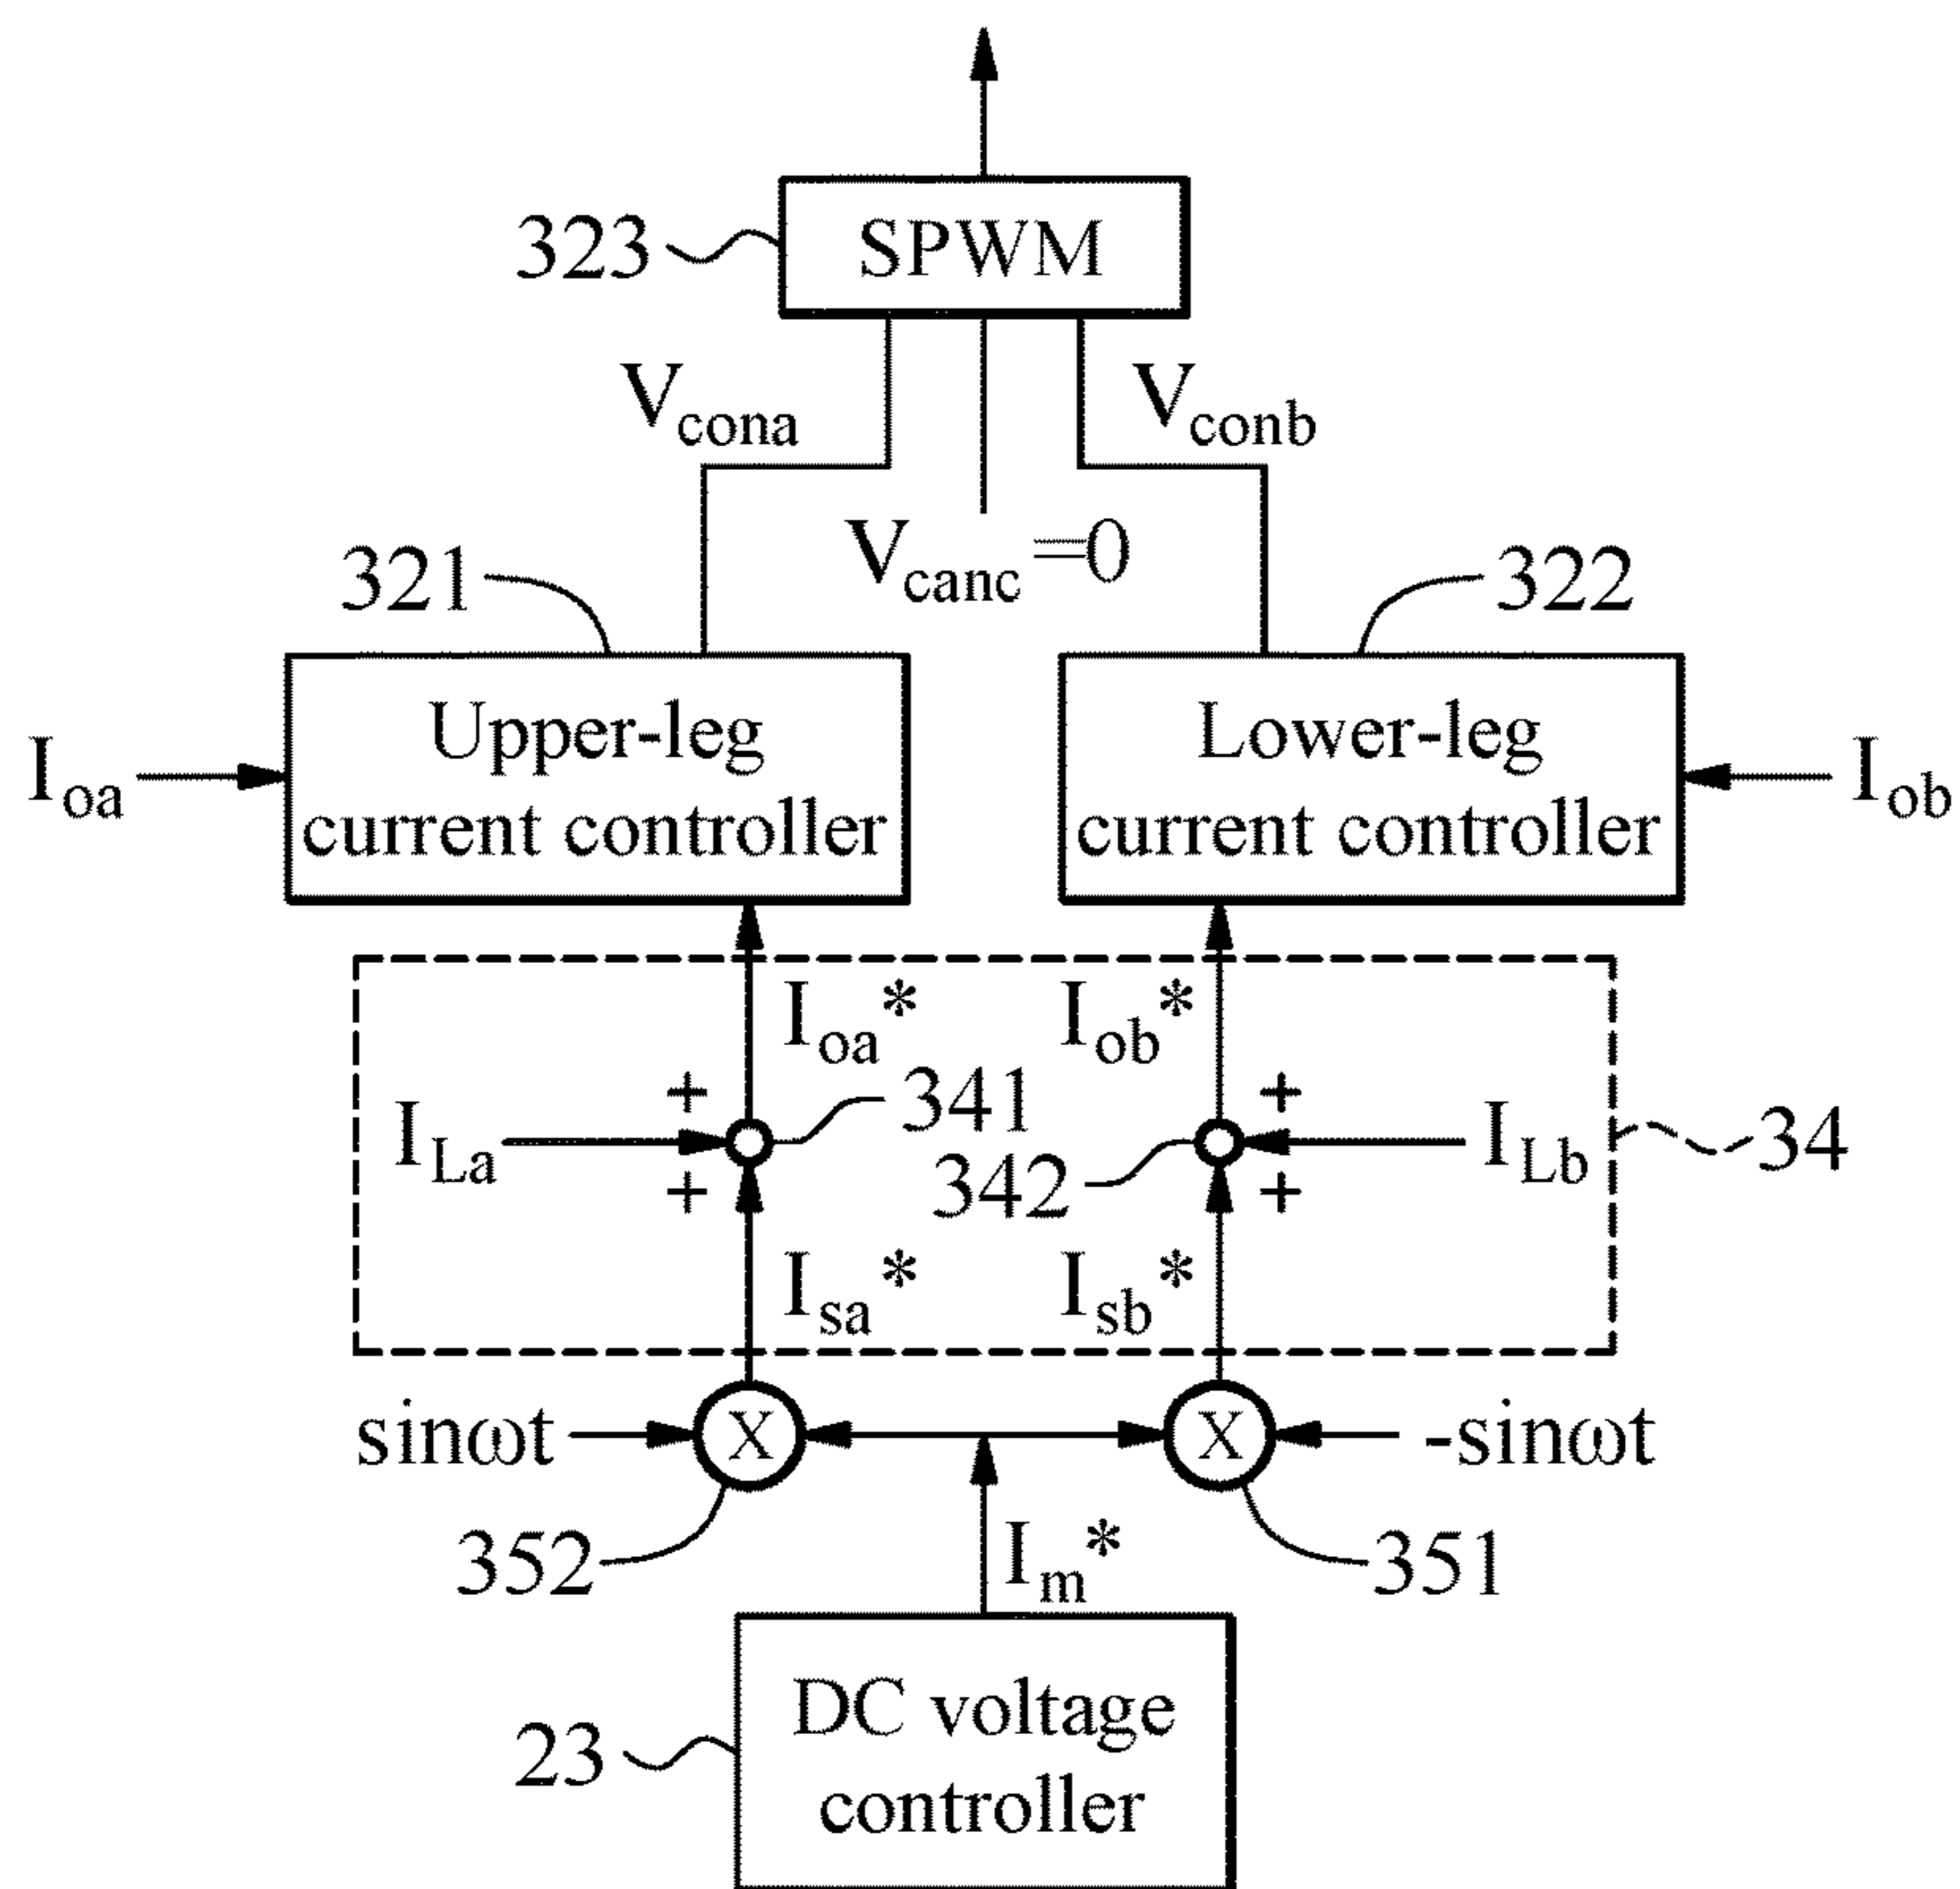 323
SPWM
Vcona
Vconb
Vcanc=0
321
322
Upper-leg
current controller
Lower-leg
current controller
Ioa
Iob
Ioa*
Iob*
+
+
341
ILa
342
ILb
34
+
+
Isa*
Isb*
sinωt
X
X
-sinωt
352
Im*
351
23
DC voltage
controller